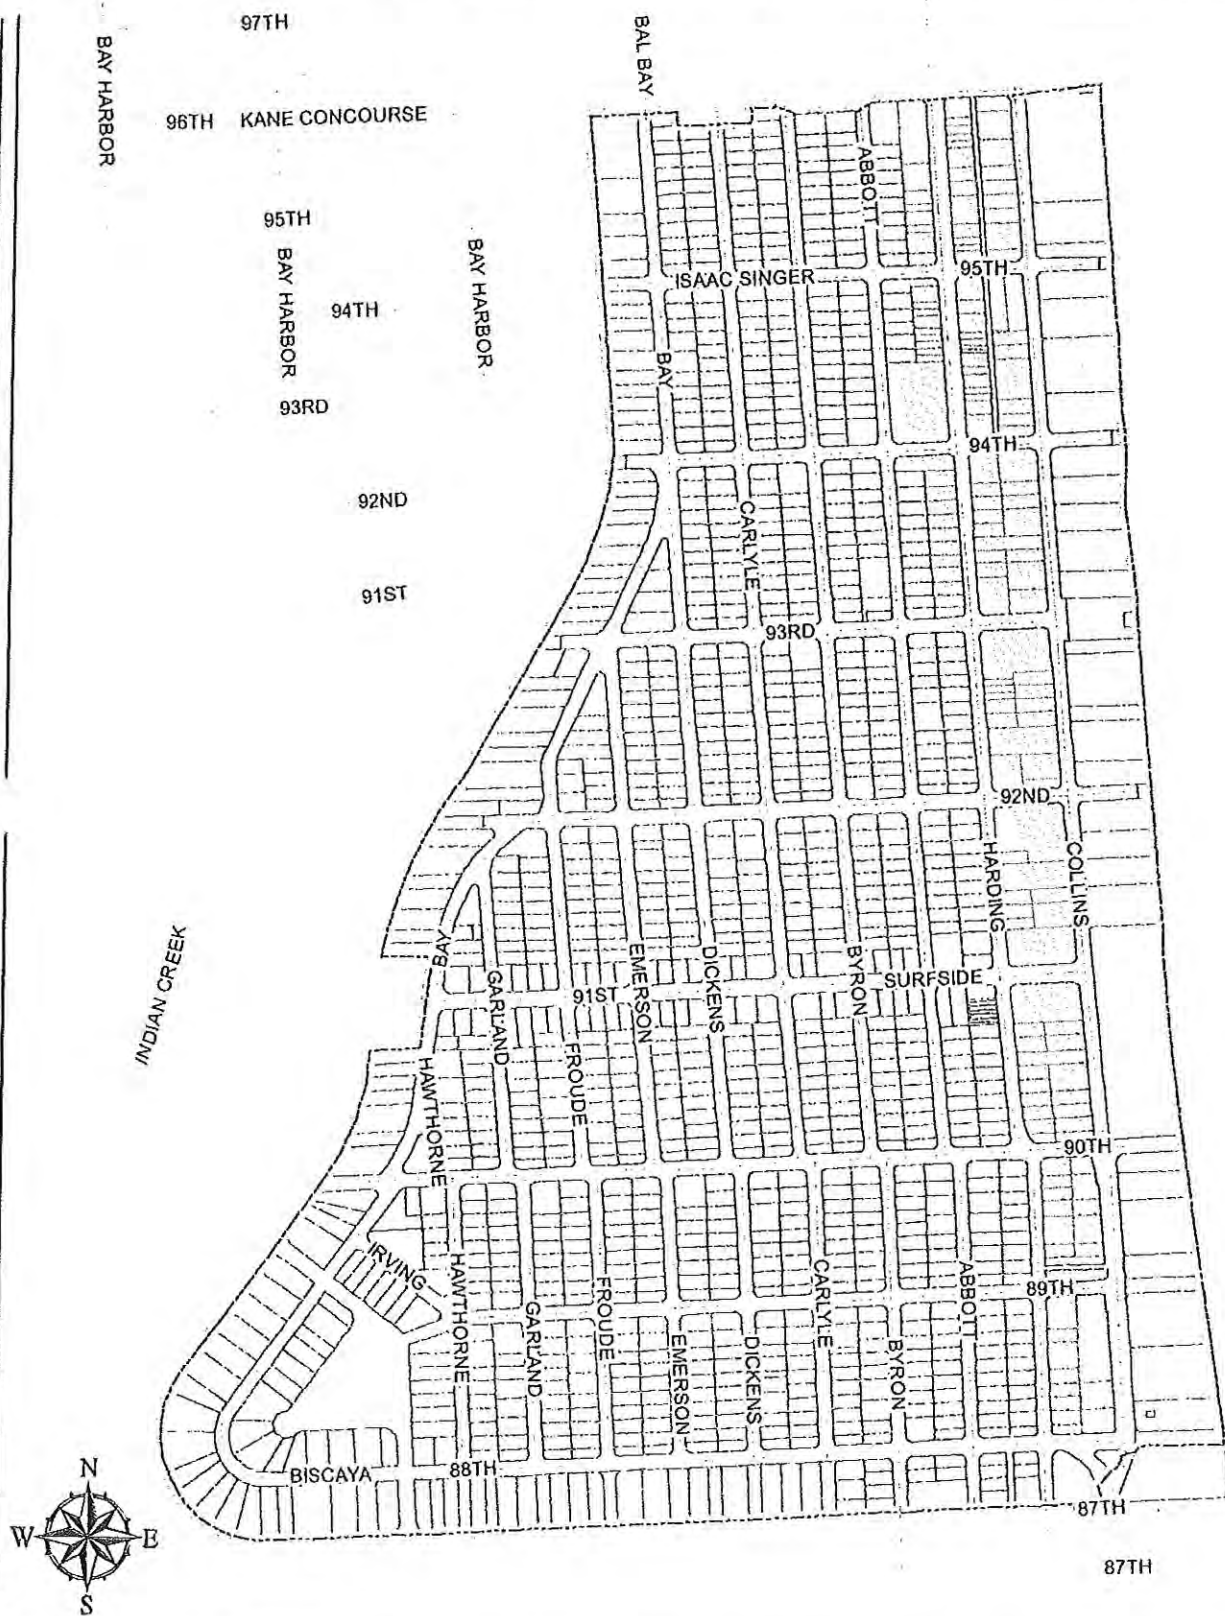 97TH
BAY HARBOR
BAL BAY
96TH KANE CONCOURSE
ABBOTT
95TH
BAY HARBOR
BAY HARBOR
ISAAC SINGER
95TH
94TH
BAY
93RD
94TH
92ND
CARLYLE
91ST
93RD
92ND
HARDING
COLLINS
INDIAN CREEK
BAY
GARLAND
EMERSON
DICKENS
BYRON
SURFSIDE
91ST
HAWTHORNE
FROUDE
90TH
IRVING
HAWTHORNE
GARLAND
FROUDE
EMERSON
DICKENS
CARLYLE
BYRON
ABBOTT
89TH
BISCAYA
88TH
87TH
87TH
N
W
E
S